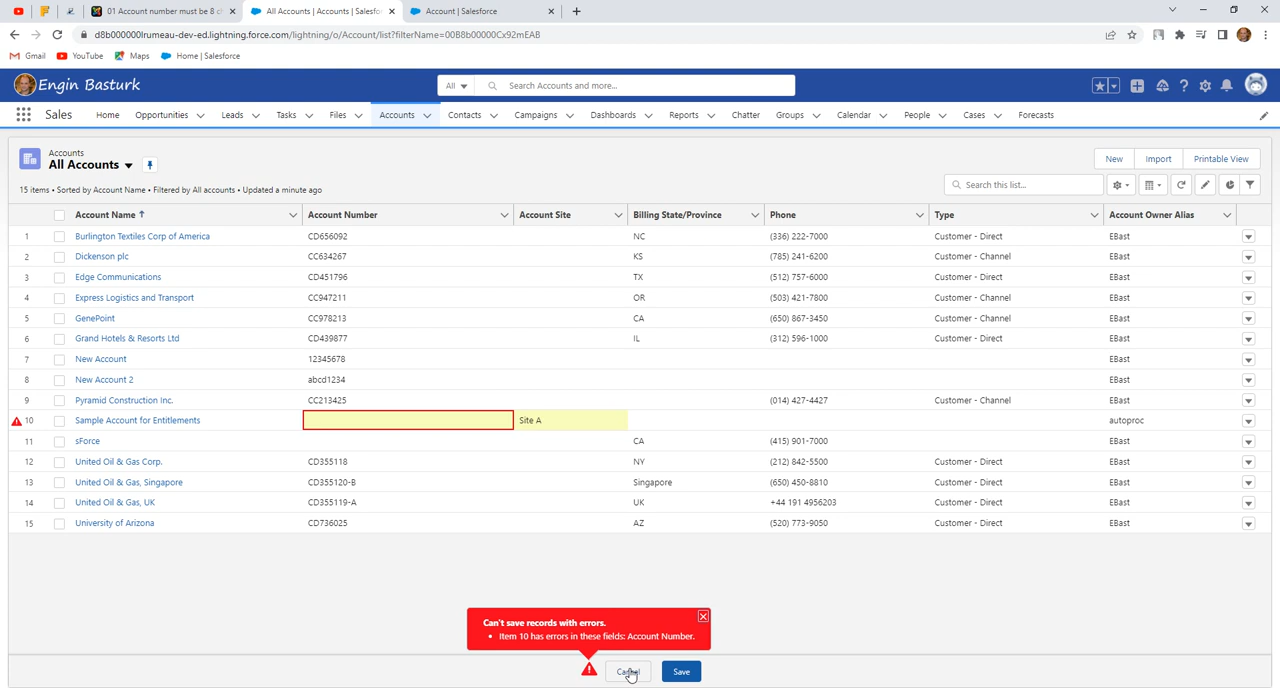 01 Account number must be 8 c
All Accounts | Accounts | Salesfo
Account | Salesforce
d8b000000lrumeau-dev-ed.lightning.force.com/lightning/o/Account/list?filterName=00B8b00000Cx92mEAB
Gmail YouTube Maps Home | Salesforce
Engin Basturk
All Search Accounts and more...
Sales Home Opportunities Leads Tasks Files Accounts Contacts Campaigns Dashboards Reports Chatter Groups Calendar People Cases Forecasts
Accounts
All Accounts
New Import Printable View
15 items • Sorted by Account Name • Filtered by All accounts • Updated a minute ago
Search this list...
Account Name ↑ Account Number Account Site Billing State/Province Phone Type Account Owner Alias
1 Burlington Textiles Corp of America CD656092 NC (336) 222-7000 Customer - Direct EBast
2 Dickenson plc CC634267 KS (785) 241-6200 Customer - Channel EBast
3 Edge Communications CD451796 TX (512) 757-6000 Customer - Direct EBast
4 Express Logistics and Transport CC947211 OR (503) 421-7800 Customer - Channel EBast
5 GenePoint CC978213 CA (650) 867-3450 Customer - Channel EBast
6 Grand Hotels & Resorts Ltd CD439877 IL (312) 596-1000 Customer - Direct EBast
7 New Account 12345678 EBast
8 New Account 2 abcd1234 EBast
9 Pyramid Construction Inc. CC213425 (014) 427-4427 Customer - Channel EBast
10 Sample Account for Entitlements Site A autoproc
11 sForce CA (415) 901-7000 EBast
12 United Oil & Gas Corp. CD355118 NY (212) 842-5500 Customer - Direct EBast
13 United Oil & Gas, Singapore CD355120-B Singapore (650) 450-8810 Customer - Direct EBast
14 United Oil & Gas, UK CD355119-A UK +44 191 4956203 Customer - Direct EBast
15 University of Arizona CD736025 AZ (520) 773-9050 Customer - Direct EBast
Can't save records with errors.
• Item 10 has errors in these fields: Account Number.
Cancel Save